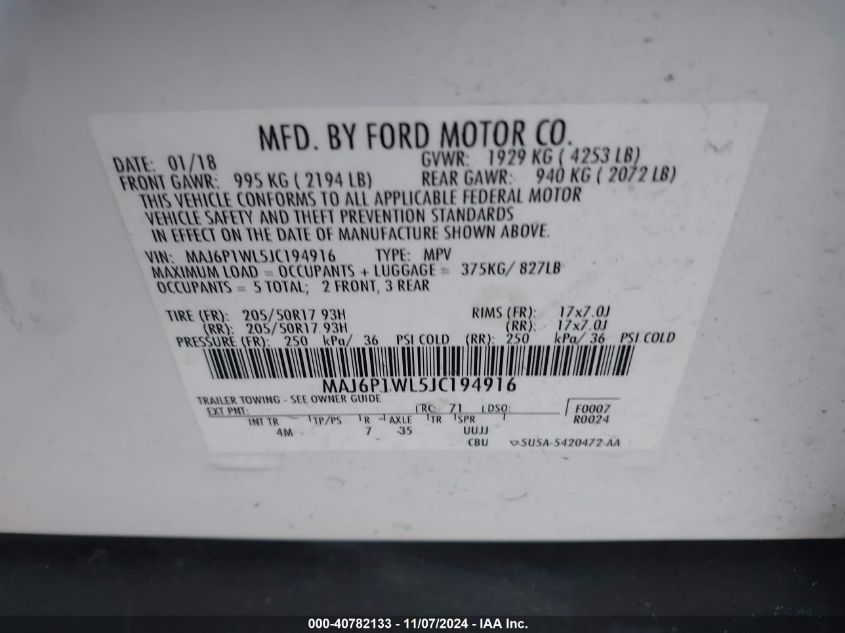 MFD. BY FORD MOTOR CO.
DATE: 01/18 GVWR: 1929 KG ( 4253 LB)
FRONT GAWR: 995 KG ( 2194 LB) REAR GAWR: 940 KG ( 2072 LB)
THIS VEHICLE CONFORMS TO ALL APPLICABLE FEDERAL MOTOR
VEHICLE SAFETY AND THEFT PREVENTION STANDARDS
IN EFFECT ON THE DATE OF MANUFACTURE SHOWN ABOVE.
VIN: MAJ6P1WL5JC194916 TYPE: MPV
MAXIMUM LOAD = OCCUPANTS + LUGGAGE = 375KG/ 827LB
OCCUPANTS = 5 TOTAL; 2 FRONT, 3 REAR
TIRE (FR): 205/50R17 93H RIMS (FR): 17x7.0J
(RR): 205/50R17 93H (RR): 17x7.0J
PRESSURE (FR): 250 kPa/ 36 PSI COLD (RR): 250 kPa/ 36 PSI COLD
MAJ6P1WL5JC194916
TRAILER TOWING - SEE OWNER GUIDE
EXT PNT: RC: 71 DSO: F0007
R0024
INT TR TP/PS R AXLE TR SPR
4M 7 35 UUJJ
CBU 5U5A-5420472-AA
000-40782133 - 11/07/2024 - IAA Inc.